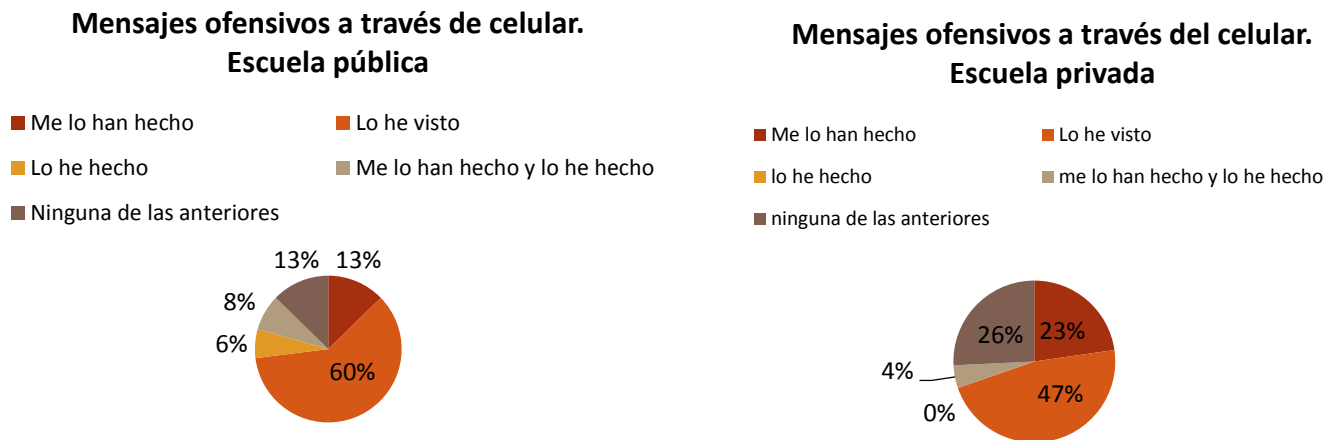 Mensajes ofensivos a través de celular.
Escuela pública
Me lo han hecho
Lo he visto
Lo he hecho
Me lo han hecho y lo he hecho
Ninguna de las anteriores
13%
13%
8%
6%
60%
Mensajes ofensivos a través del celular.
Escuela privada
Me lo han hecho
Lo he visto
lo he hecho
me lo han hecho y lo he hecho
ninguna de las anteriores
26%
23%
4%
47%
0%